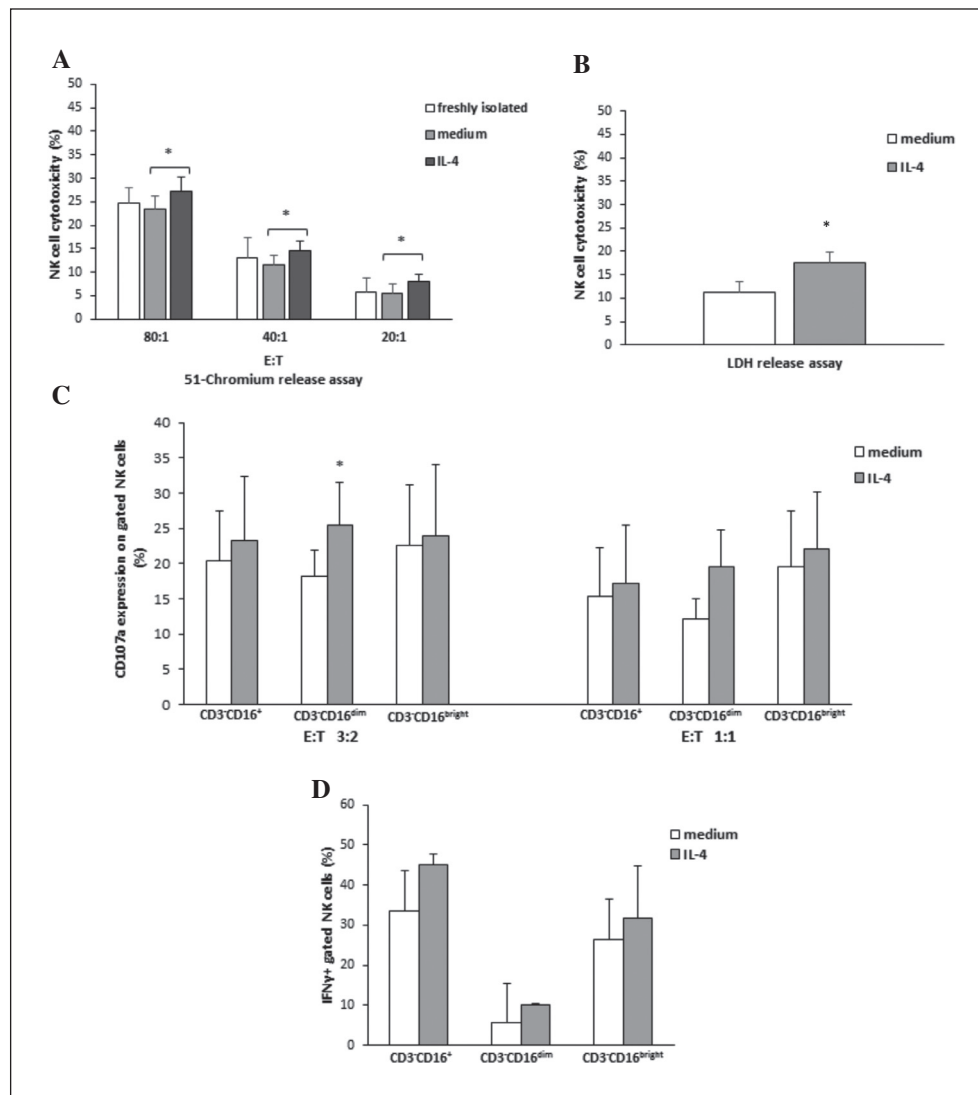 A
50
45
40
35
30
25
20
15
10
5
0
NK cell cytotoxicity (%)
* * *
freshly isolated
medium
IL-4
80:1 40:1 20:1
E:T
51-Chromium release assay
B
50
45
40
35
30
25
20
15
10
5
0
NK cell cytotoxicity (%)
*
medium
IL-4
LDH release assay
C
40
35
30
25
20
15
10
5
0
CD107a expression on gated NK cells
(%)
*
medium
IL-4
CD3⁻CD16⁺ CD3⁻CD16ᵈⁱᵐ CD3⁻CD16ᵇʳⁱᵍʰᵗ CD3⁻CD16⁺ CD3⁻CD16ᵈⁱᵐ CD3⁻CD16ᵇʳⁱᵍʰᵗ
E:T 3:2 E:T 1:1
D
60
50
40
30
20
10
0
IFNγ+ gated NK cells (%)
medium
IL-4
CD3⁻CD16⁺ CD3⁻CD16ᵈⁱᵐ CD3⁻CD16ᵇʳⁱᵍʰᵗ